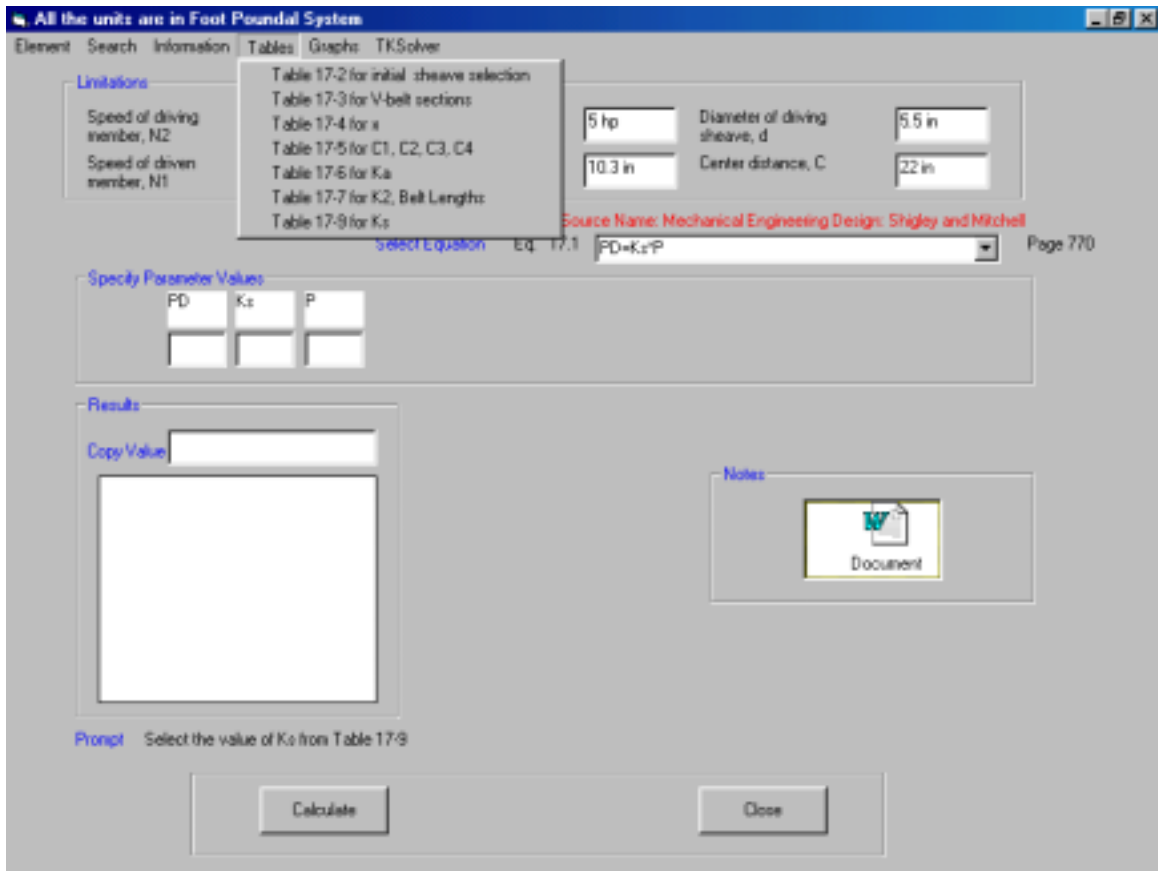 All the units are in Foot Poundal System
Element Search Information Tables Graphs TKSolver
Table 17-2 for initial sheave selection
Table 17-3 for V-belt sections
Table 17-4 for x
Table 17-5 for C1, C2, C3, C4
Table 17-6 for Ka
Table 17-7 for K2, Belt Lengths
Table 17-9 for Ks
Limitations
Speed of driving
member, N2
5 hp
Diameter of driving
sheave, d
5.5 in
Speed of driven
member, N1
10.3 in
Center distance, C
22 in
Source Name: Mechanical Engineering Design: Shigley and Mitchell
Select Equation Eq. 17.1 PD=Ks*P Page 770
Specify Parameter Values
PD Ks P
Results
Copy Value
Notes
Document
Prompt Select the value of Ks from Table 17-9
Calculate Close